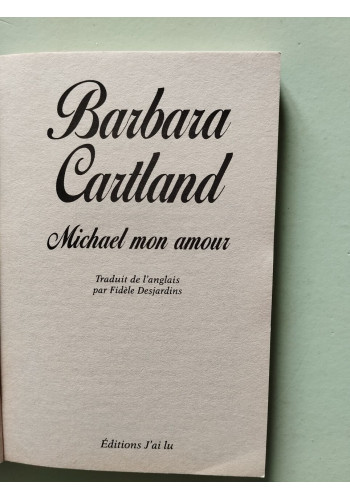 Barbara
Cartland
Michael mon amour
Traduit de l'anglais
par Fidèle Desjardins
Éditions J'ai lu